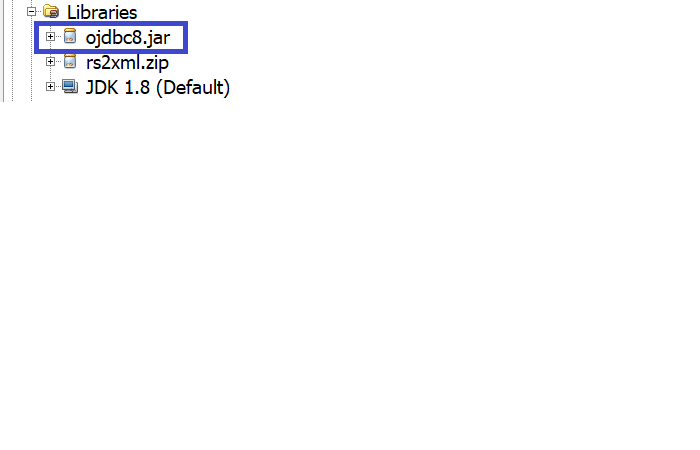 Libraries
ojdbc8.jar
rs2xml.zip
JDK 1.8 (Default)